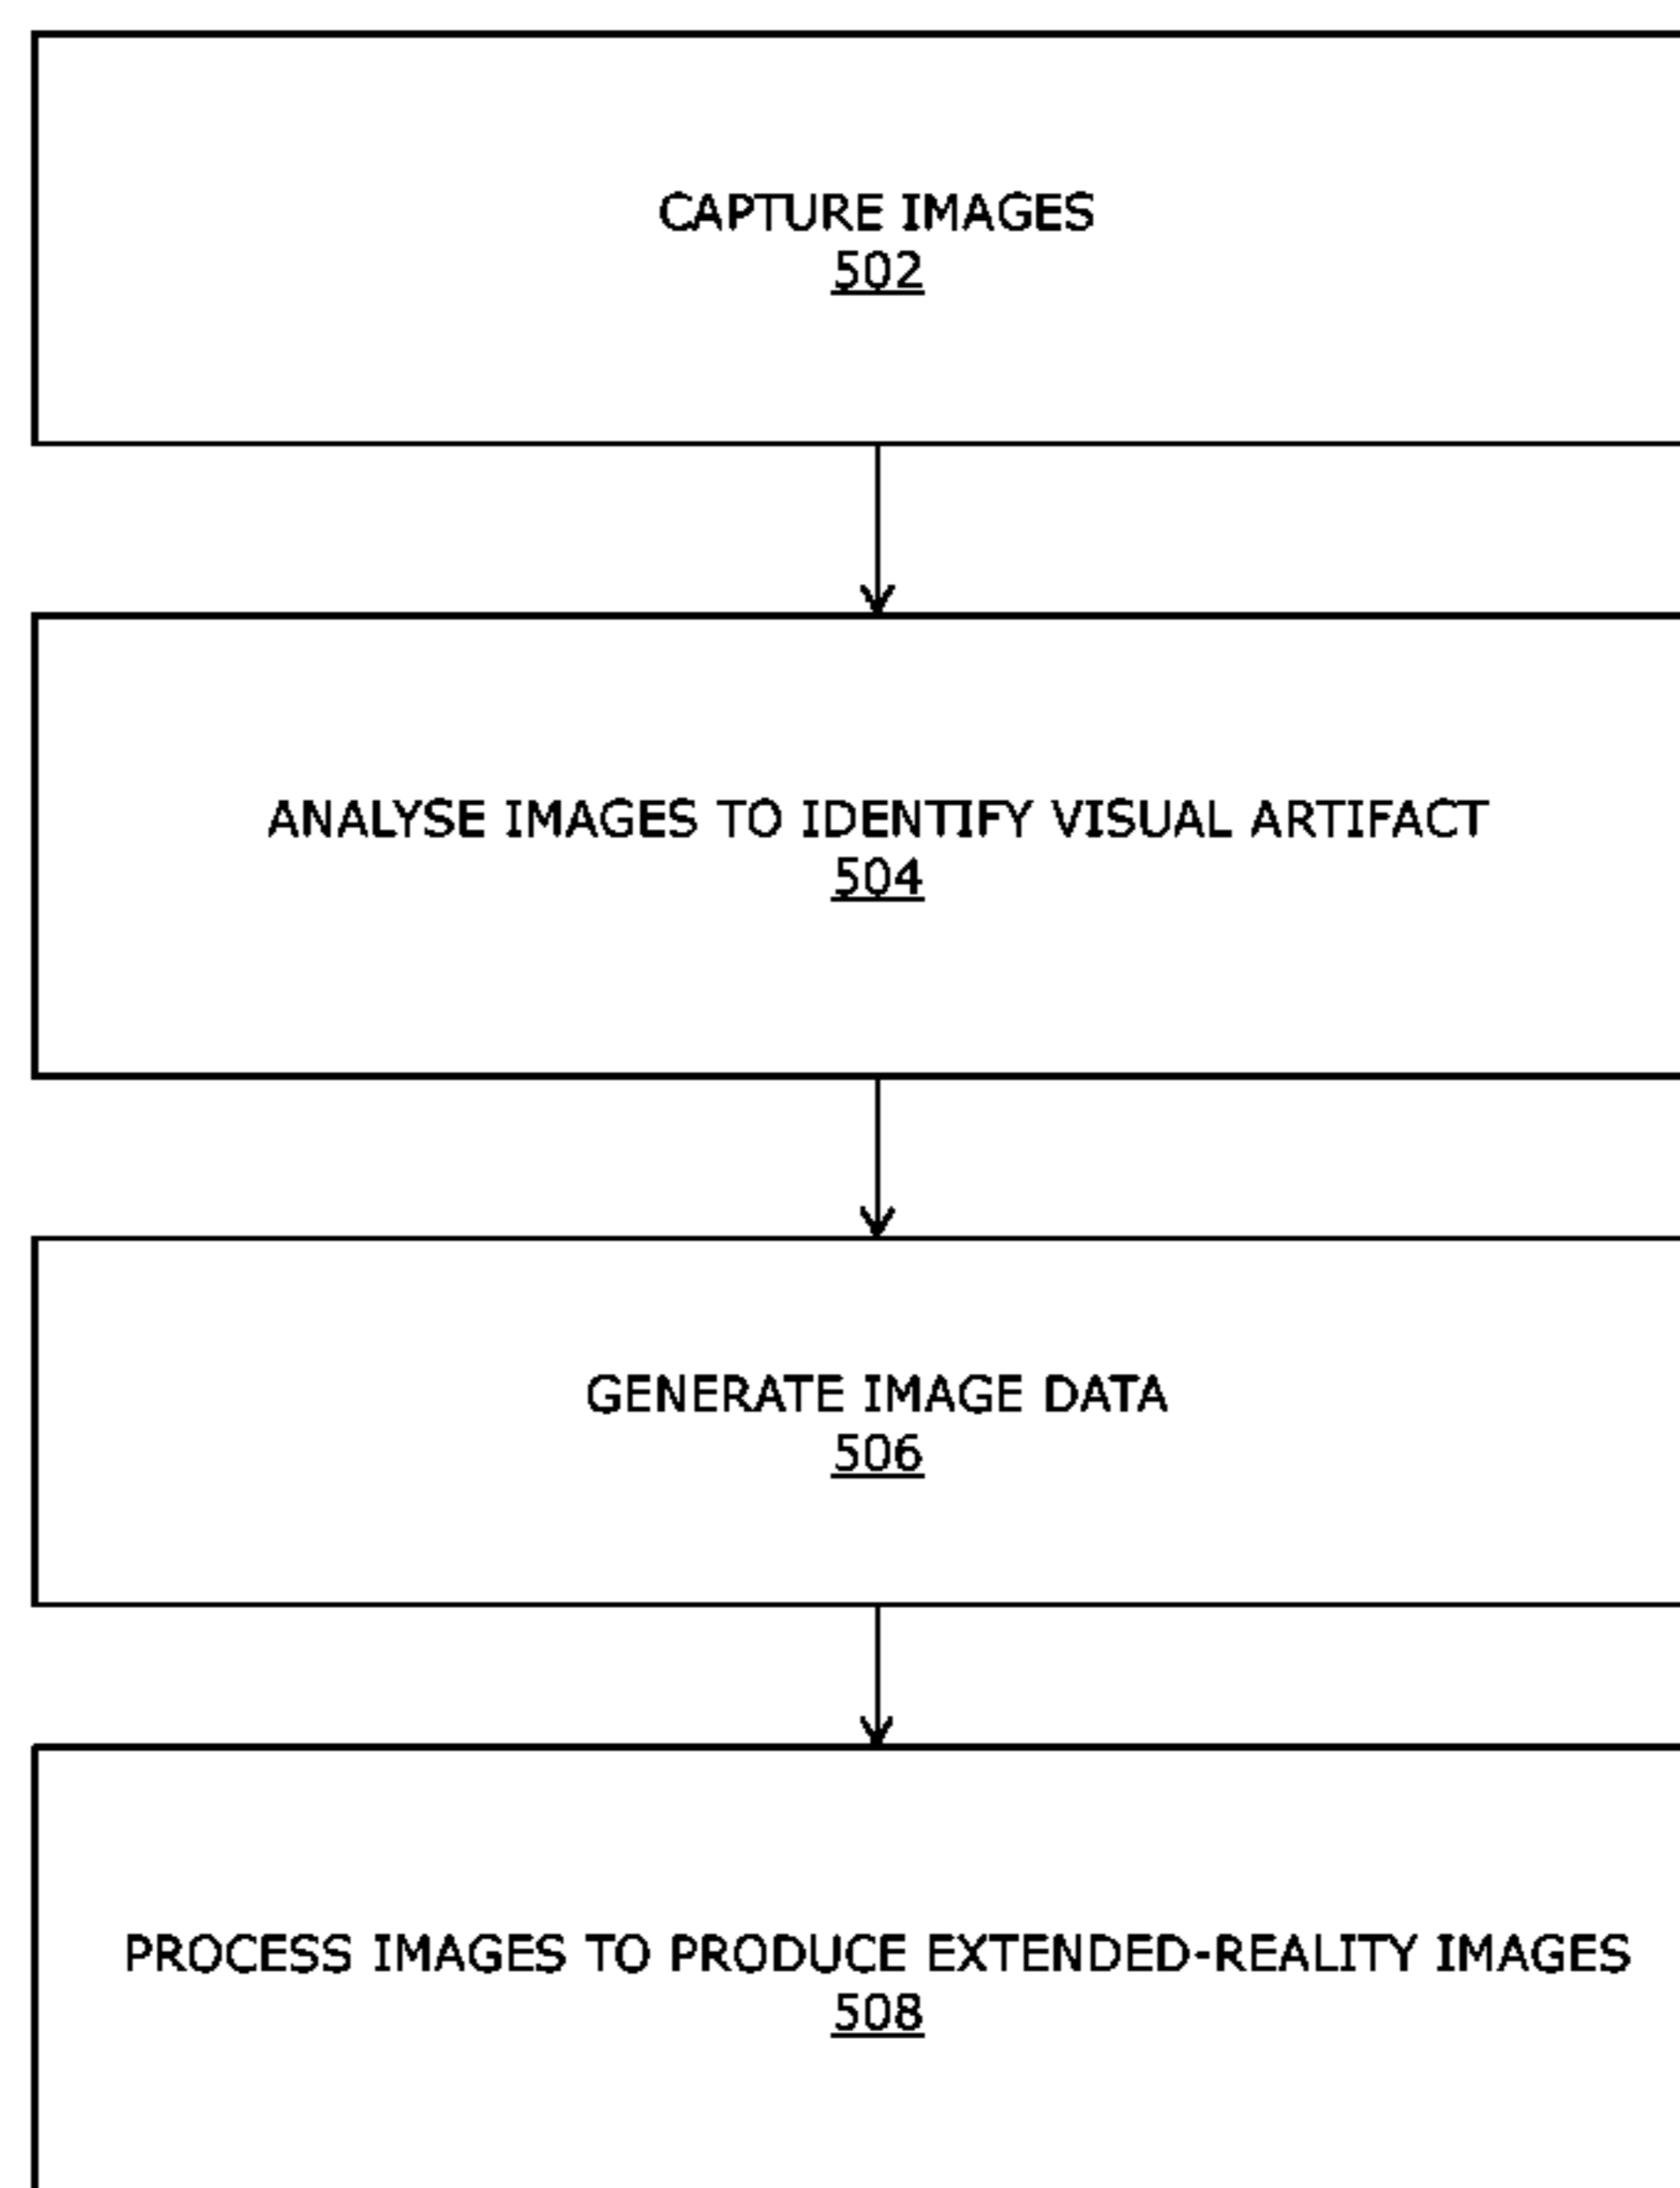 CAPTURE IMAGES
502
ANALYSE IMAGES TO IDENTIFY VISUAL ARTIFACT
504
GENERATE IMAGE DATA
506
PROCESS IMAGES TO PRODUCE EXTENDED-REALITY IMAGES
508